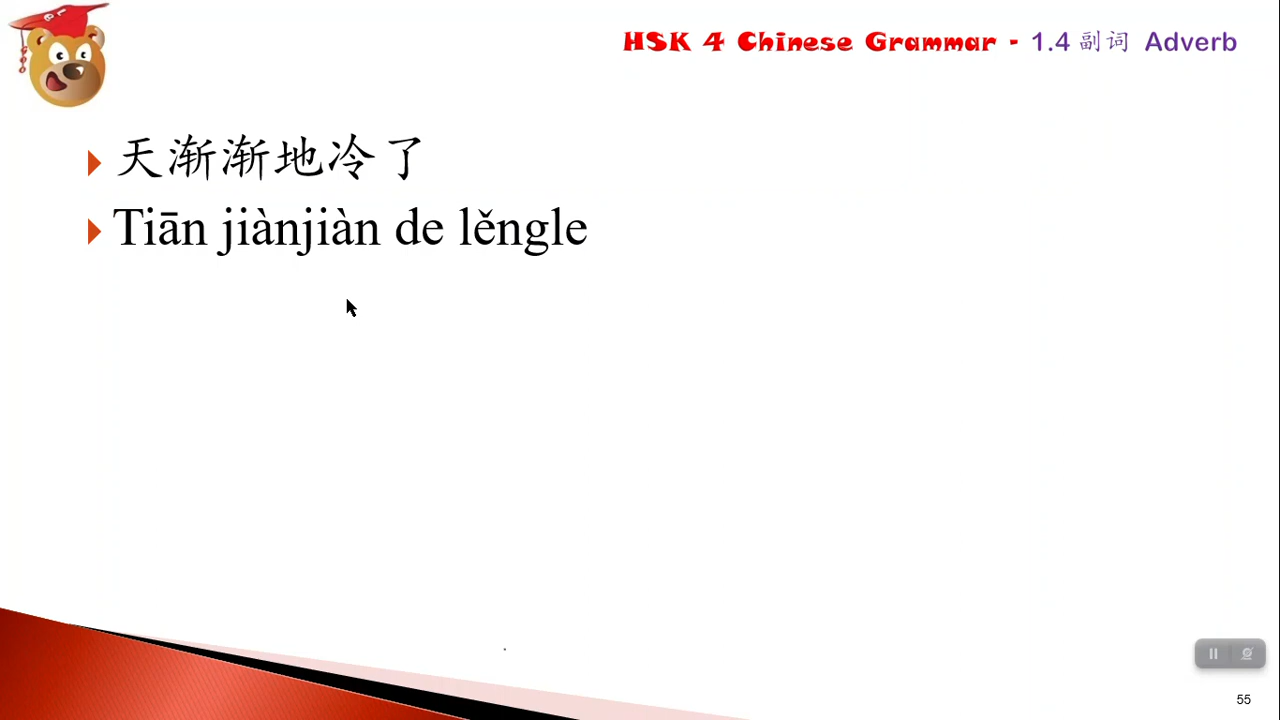 HSK 4 Chinese Grammar - 1.4 副词 Adverb
天渐渐地冷了
Tiān jiànjiàn de lěngle
55